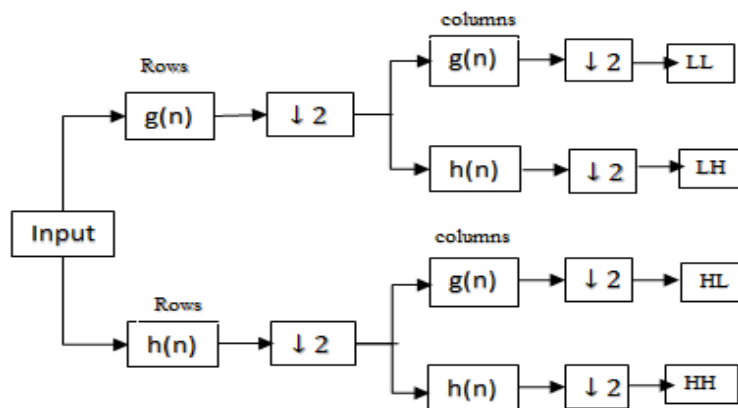 columns
Rows
g(n)
↓ 2
g(n)
↓ 2
LL
h(n)
↓ 2
LH
Input
columns
Rows
h(n)
↓ 2
g(n)
↓ 2
HL
h(n)
↓ 2
HH